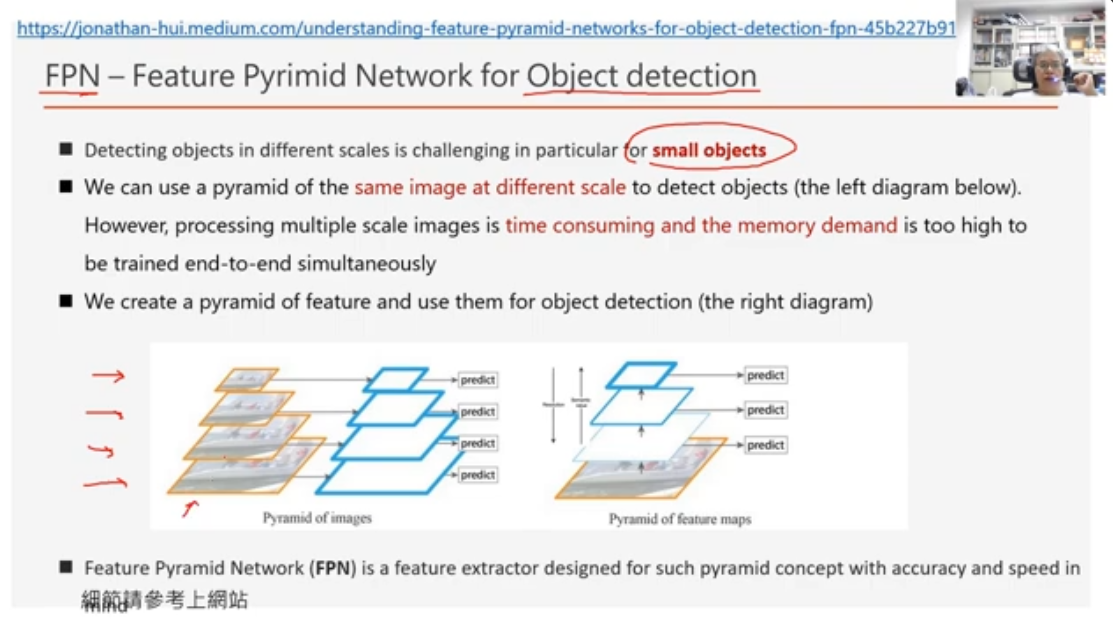 https://jonathan-hui.medium.com/understanding-feature-pyramid-networks-for-object-detection-fpn-45b227b91
FPN – Feature Pyrimid Network for Object detection
■ Detecting objects in different scales is challenging in particular for small objects
■ We can use a pyramid of the same image at different scale to detect objects (the left diagram below).
However, processing multiple scale images is time consuming and the memory demand is too high to
be trained end-to-end simultaneously
■ We create a pyramid of feature and use them for object detection (the right diagram)
predict
predict
predict
predict
Pyramid of images
predict
predict
predict
Pyramid of feature maps
■ Feature Pyramid Network (FPN) is a feature extractor designed for such pyramid concept with accuracy and speed in
mind
細節請參考上網站